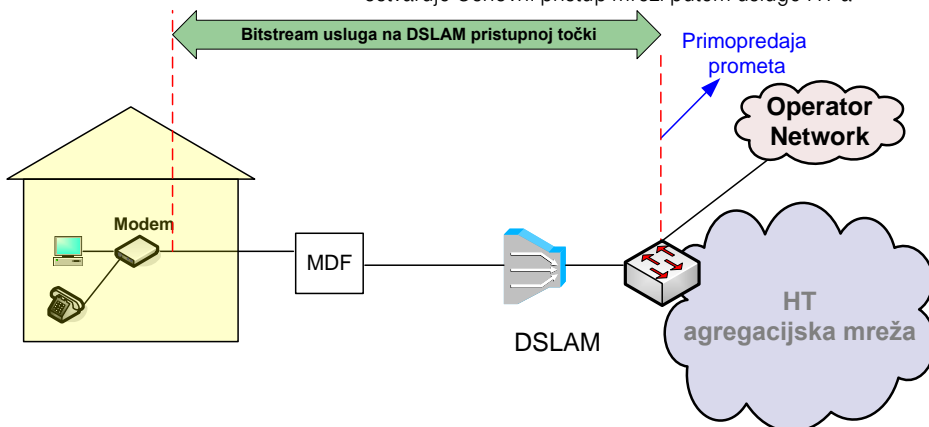 Bitstream usluga na DSLAM pristupnoj točki
Primopredaja
prometa
Operator
Network
Modem
MDF
DSLAM
HT
agregacijska mreža